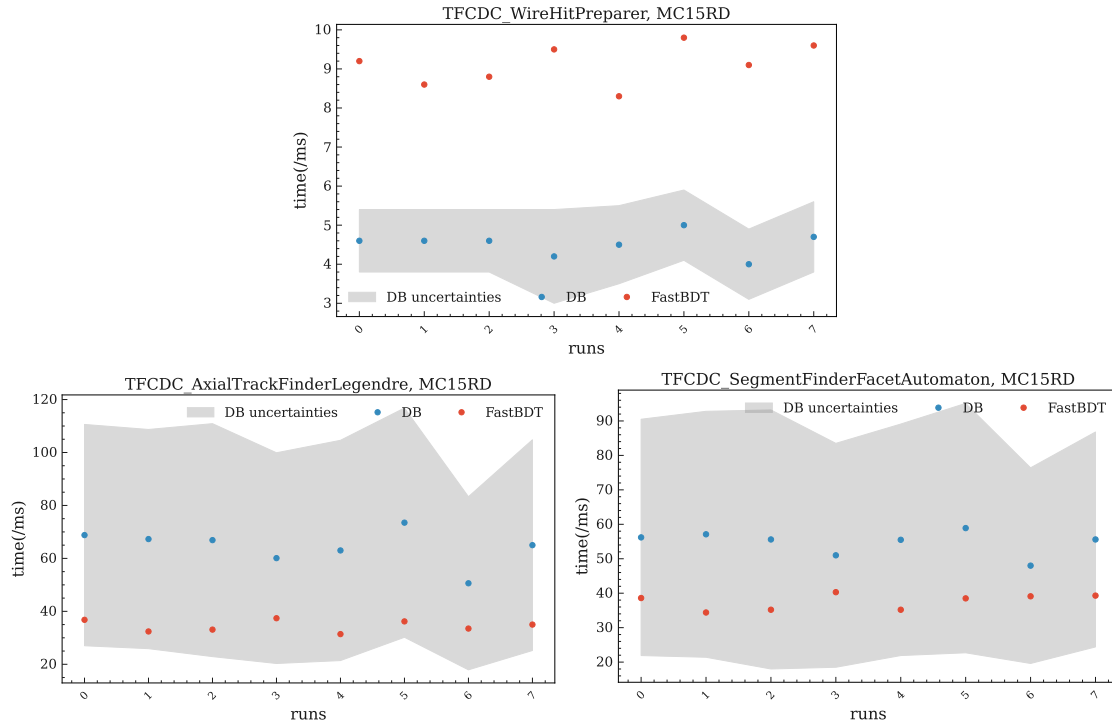 TFCDC_WireHitPreparer, MC15RD
10
9
8
7
6
5
4
3
time(/ms)
DB uncertainties DB FastBDT
0 1 2 3 4 5 6 7
runs
TFCDC_AxialTrackFinderLegendre, MC15RD
120
100
80
60
40
20
time(/ms)
DB uncertainties DB FastBDT
0 1 2 3 4 5 6 7
runs
TFCDC_SegmentFinderFacetAutomaton, MC15RD
90
80
70
60
50
40
30
20
time(/ms)
DB uncertainties DB FastBDT
0 1 2 3 4 5 6 7
runs